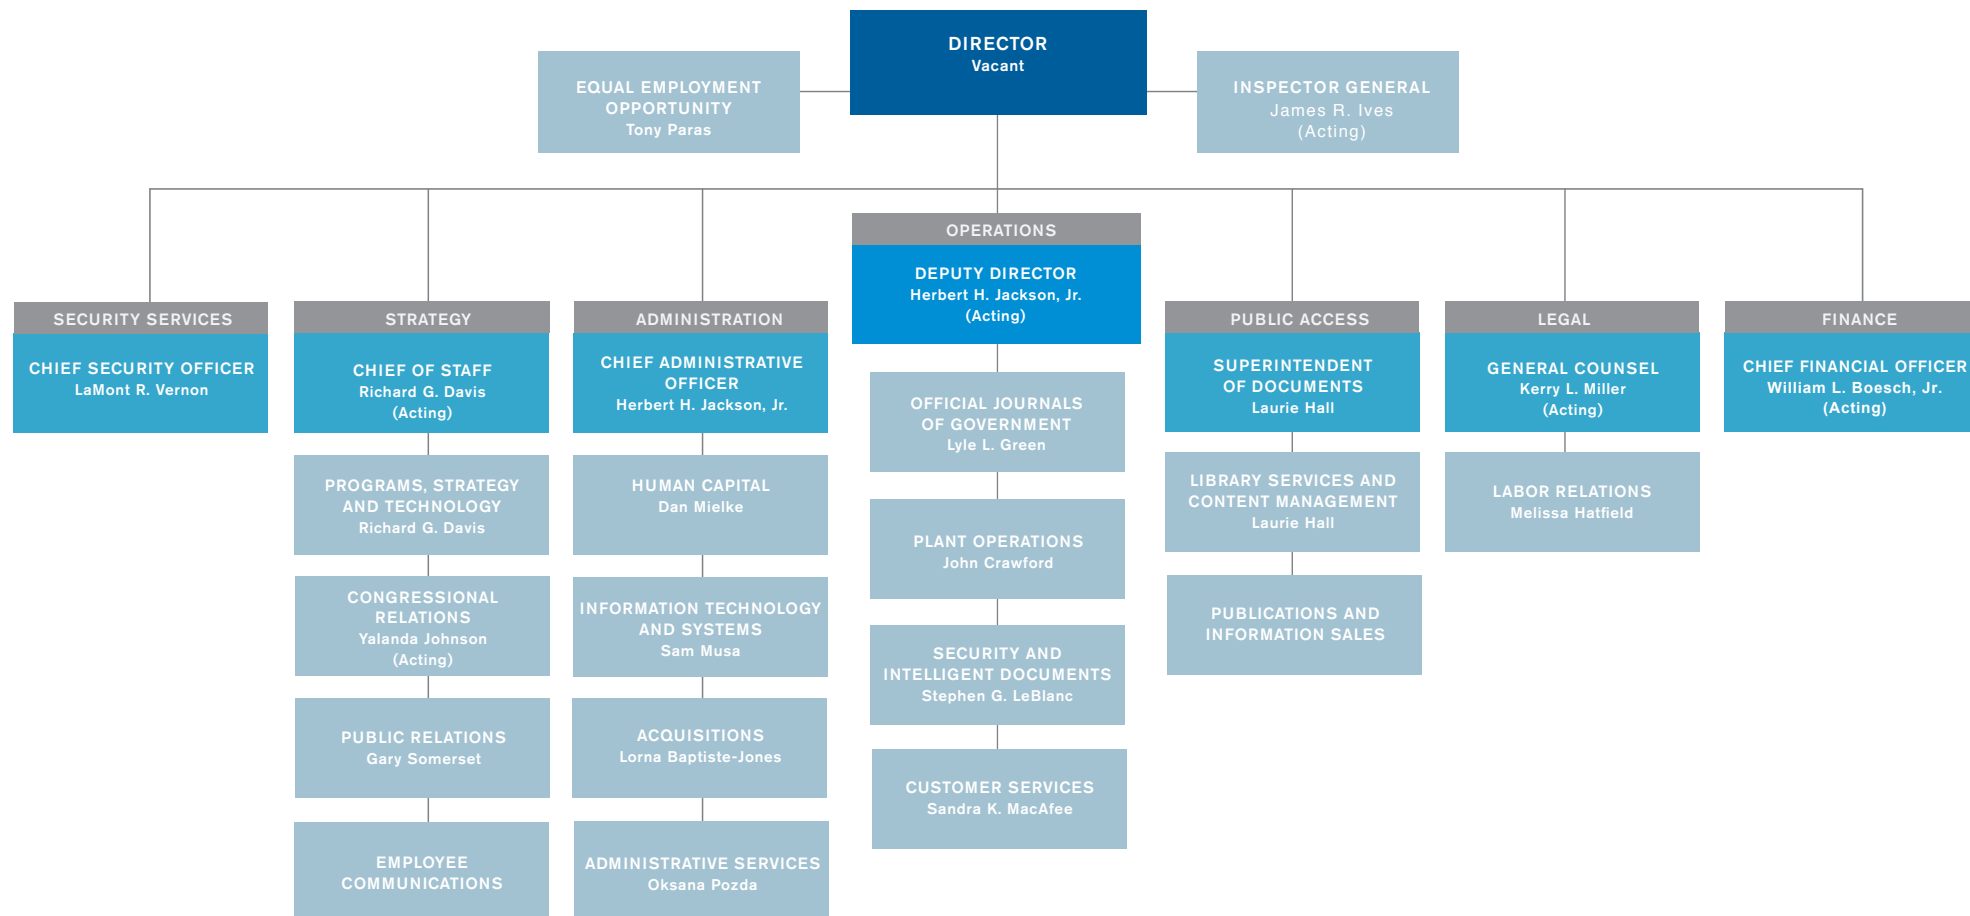 DIRECTOR
Vacant
EQUAL EMPLOYMENT
OPPORTUNITY
Tony Paras
INSPECTOR GENERAL
James R. Ives
(Acting)
SECURITY SERVICES
CHIEF SECURITY OFFICER
LaMont R. Vernon
STRATEGY
CHIEF OF STAFF
Richard G. Davis
(Acting)
PROGRAMS, STRATEGY
AND TECHNOLOGY
Richard G. Davis
CONGRESSIONAL
RELATIONS
Yalanda Johnson
(Acting)
PUBLIC RELATIONS
Gary Somerset
EMPLOYEE
COMMUNICATIONS
ADMINISTRATION
CHIEF ADMINISTRATIVE
OFFICER
Herbert H. Jackson, Jr.
HUMAN CAPITAL
Dan Mielke
INFORMATION TECHNOLOGY
AND SYSTEMS
Sam Musa
ACQUISITIONS
Lorna Baptiste-Jones
ADMINISTRATIVE SERVICES
Oksana Pozda
OPERATIONS
DEPUTY DIRECTOR
Herbert H. Jackson, Jr.
(Acting)
OFFICIAL JOURNALS
OF GOVERNMENT
Lyle L. Green
PLANT OPERATIONS
John Crawford
SECURITY AND
INTELLIGENT DOCUMENTS
Stephen G. LeBlanc
CUSTOMER SERVICES
Sandra K. MacAfee
PUBLIC ACCESS
SUPERINTENDENT
OF DOCUMENTS
Laurie Hall
LIBRARY SERVICES AND
CONTENT MANAGEMENT
Laurie Hall
PUBLICATIONS AND
INFORMATION SALES
LEGAL
GENERAL COUNSEL
Kerry L. Miller
(Acting)
LABOR RELATIONS
Melissa Hatfield
FINANCE
CHIEF FINANCIAL OFFICER
William L. Boesch, Jr.
(Acting)